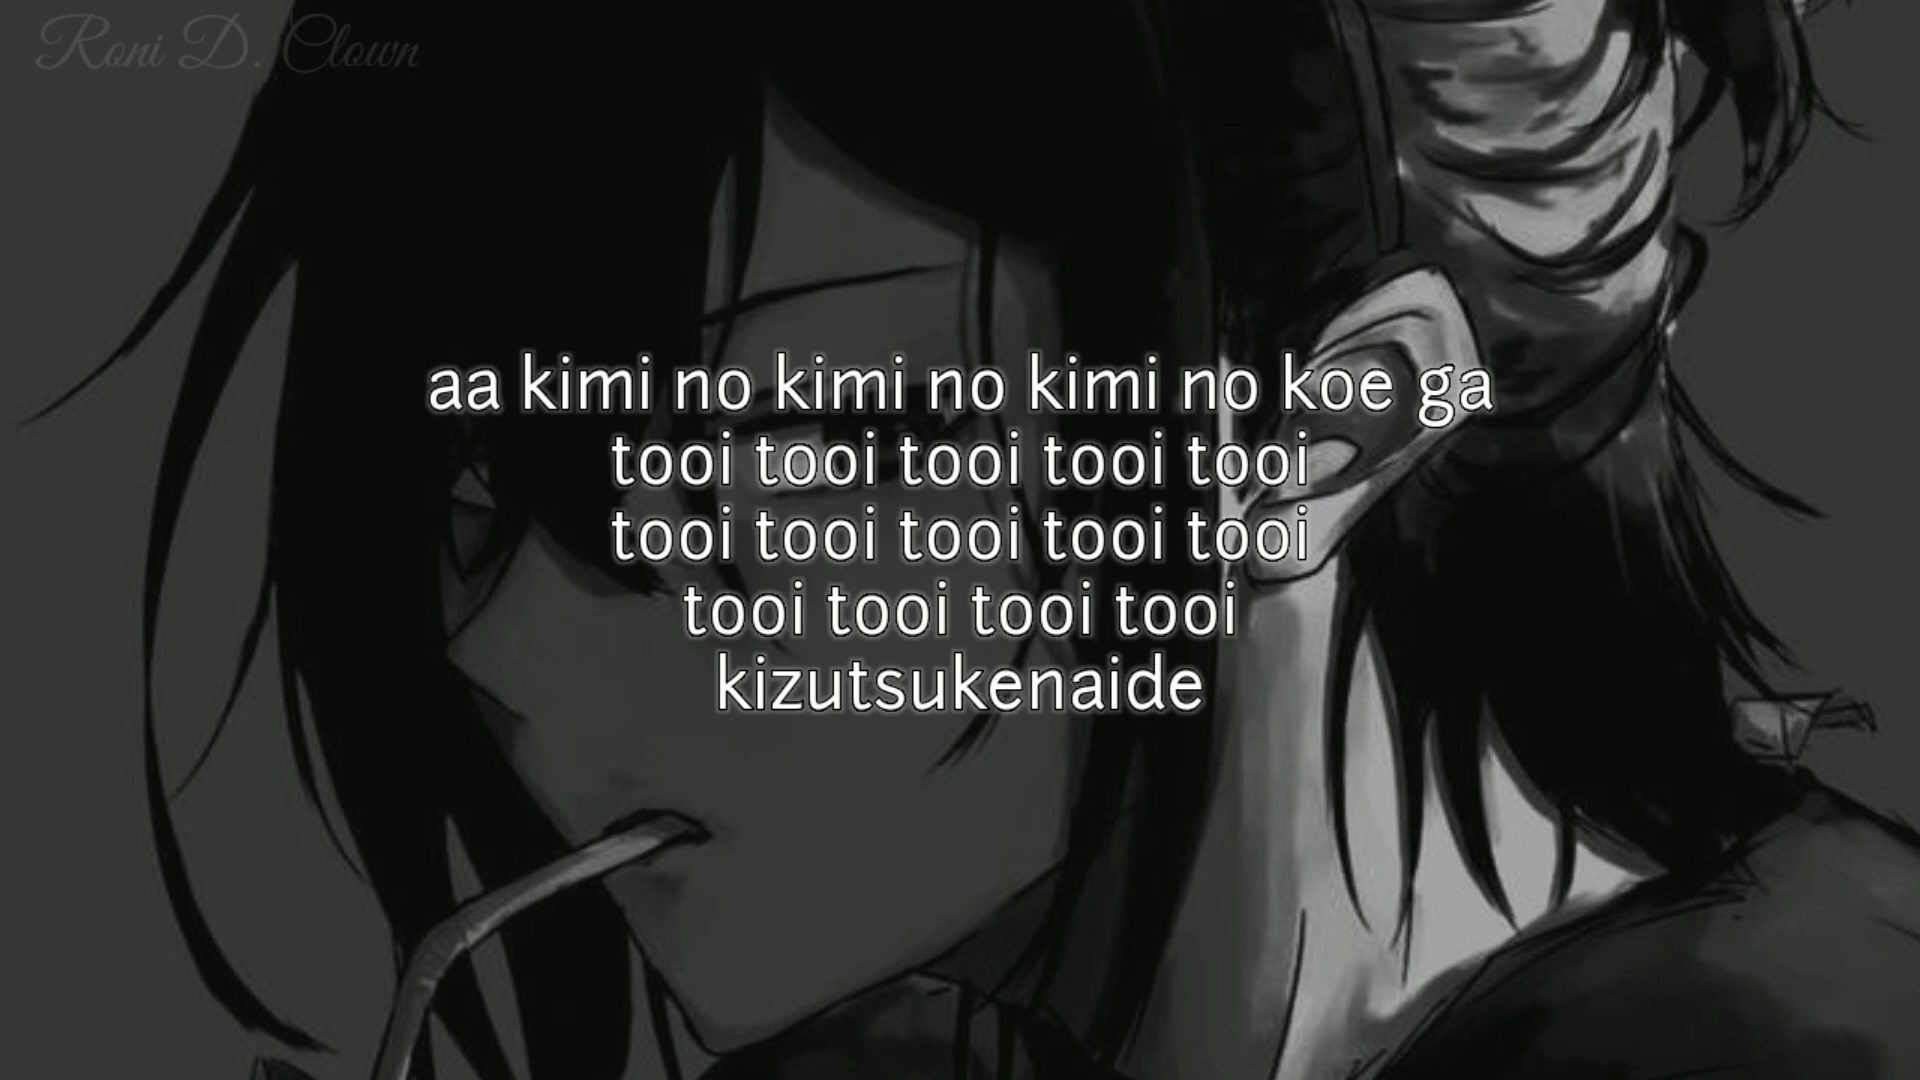 Roni D. Clown
aa kimi no kimi no kimi no koe ga
tooi tooi tooi tooi tooi
tooi tooi tooi tooi tooi
tooi tooi tooi tooi
kizutsukenaide